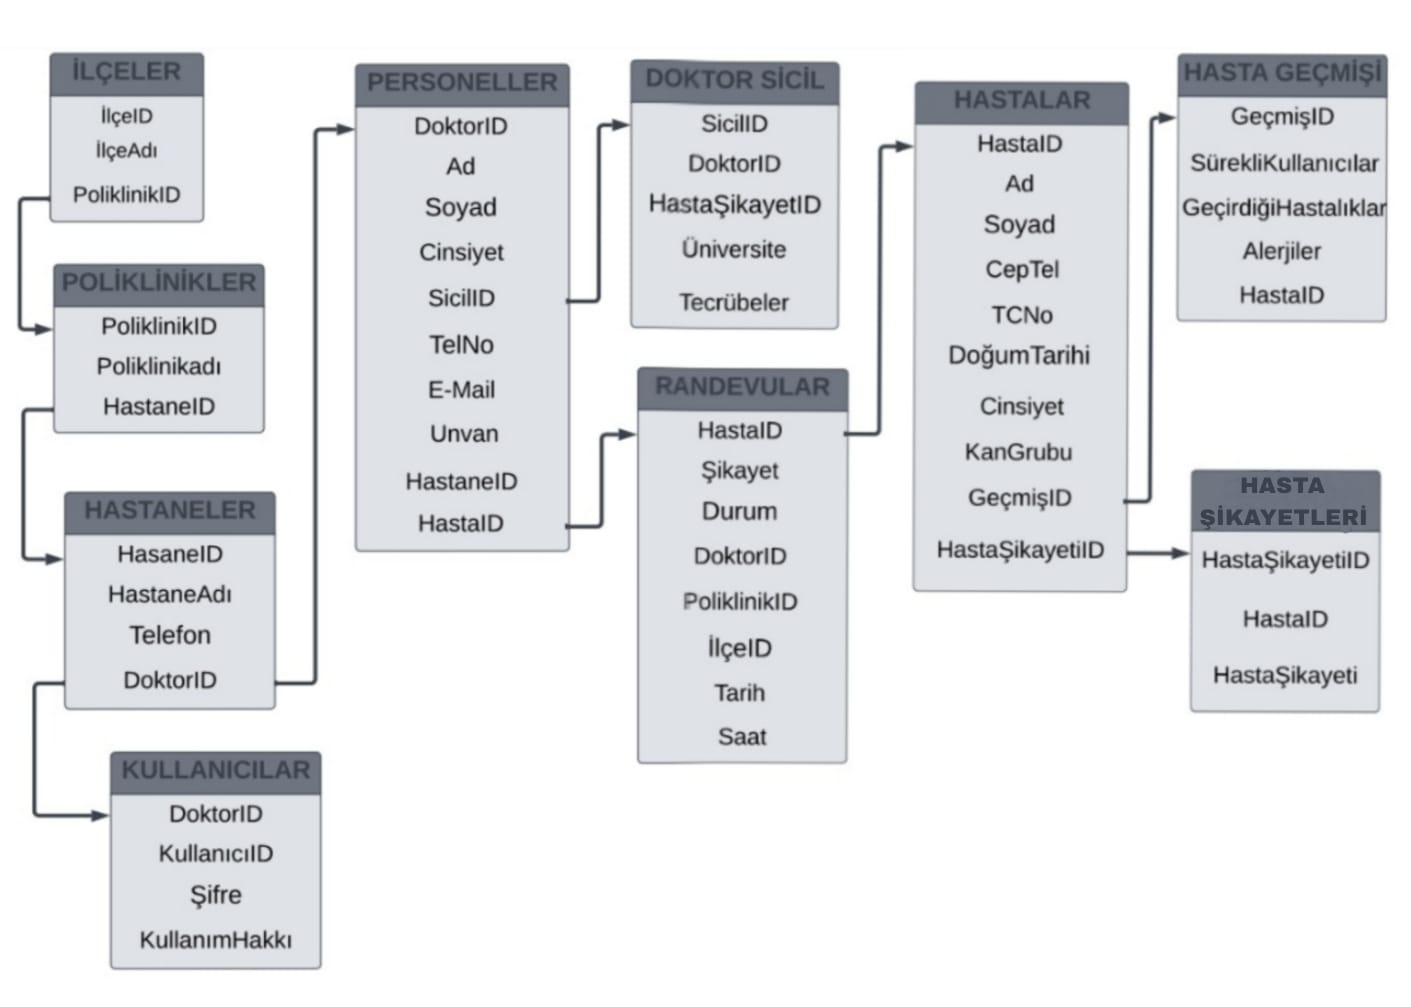 İLÇELER
İlçeID
İlçeAdı
PoliklinikID
POLİKLİNİKLER
PoliklinikID
Poliklinikadı
HastaneID
HASTANELER
HasaneID
HastaneAdı
Telefon
DoktorID
KULLANICILAR
DoktorID
KullanıcıID
Şifre
KullanımHakkı
PERSONELLER
DoktorID
Ad
Soyad
Cinsiyet
SicilID
TelNo
E-Mail
Unvan
HastaneID
HastaID
DOKTOR SİCİL
SicilID
DoktorID
HastaŞikayetID
Üniversite
Tecrübeler
RANDEVULAR
HastaID
Şikayet
Durum
DoktorID
PoliklinikID
İlçeID
Tarih
Saat
HASTALAR
HastaID
Ad
Soyad
CepTel
TCNo
DoğumTarihi
Cinsiyet
KanGrubu
GeçmişID
HastaŞikayetiID
HASTA GEÇMİŞİ
GeçmişID
SürekliKullanıcılar
GeçirdiğiHastalıklar
Alerjiler
HastaID
HASTA
ŞİKAYETLERİ
HastaŞikayetiID
HastaID
HastaŞikayeti